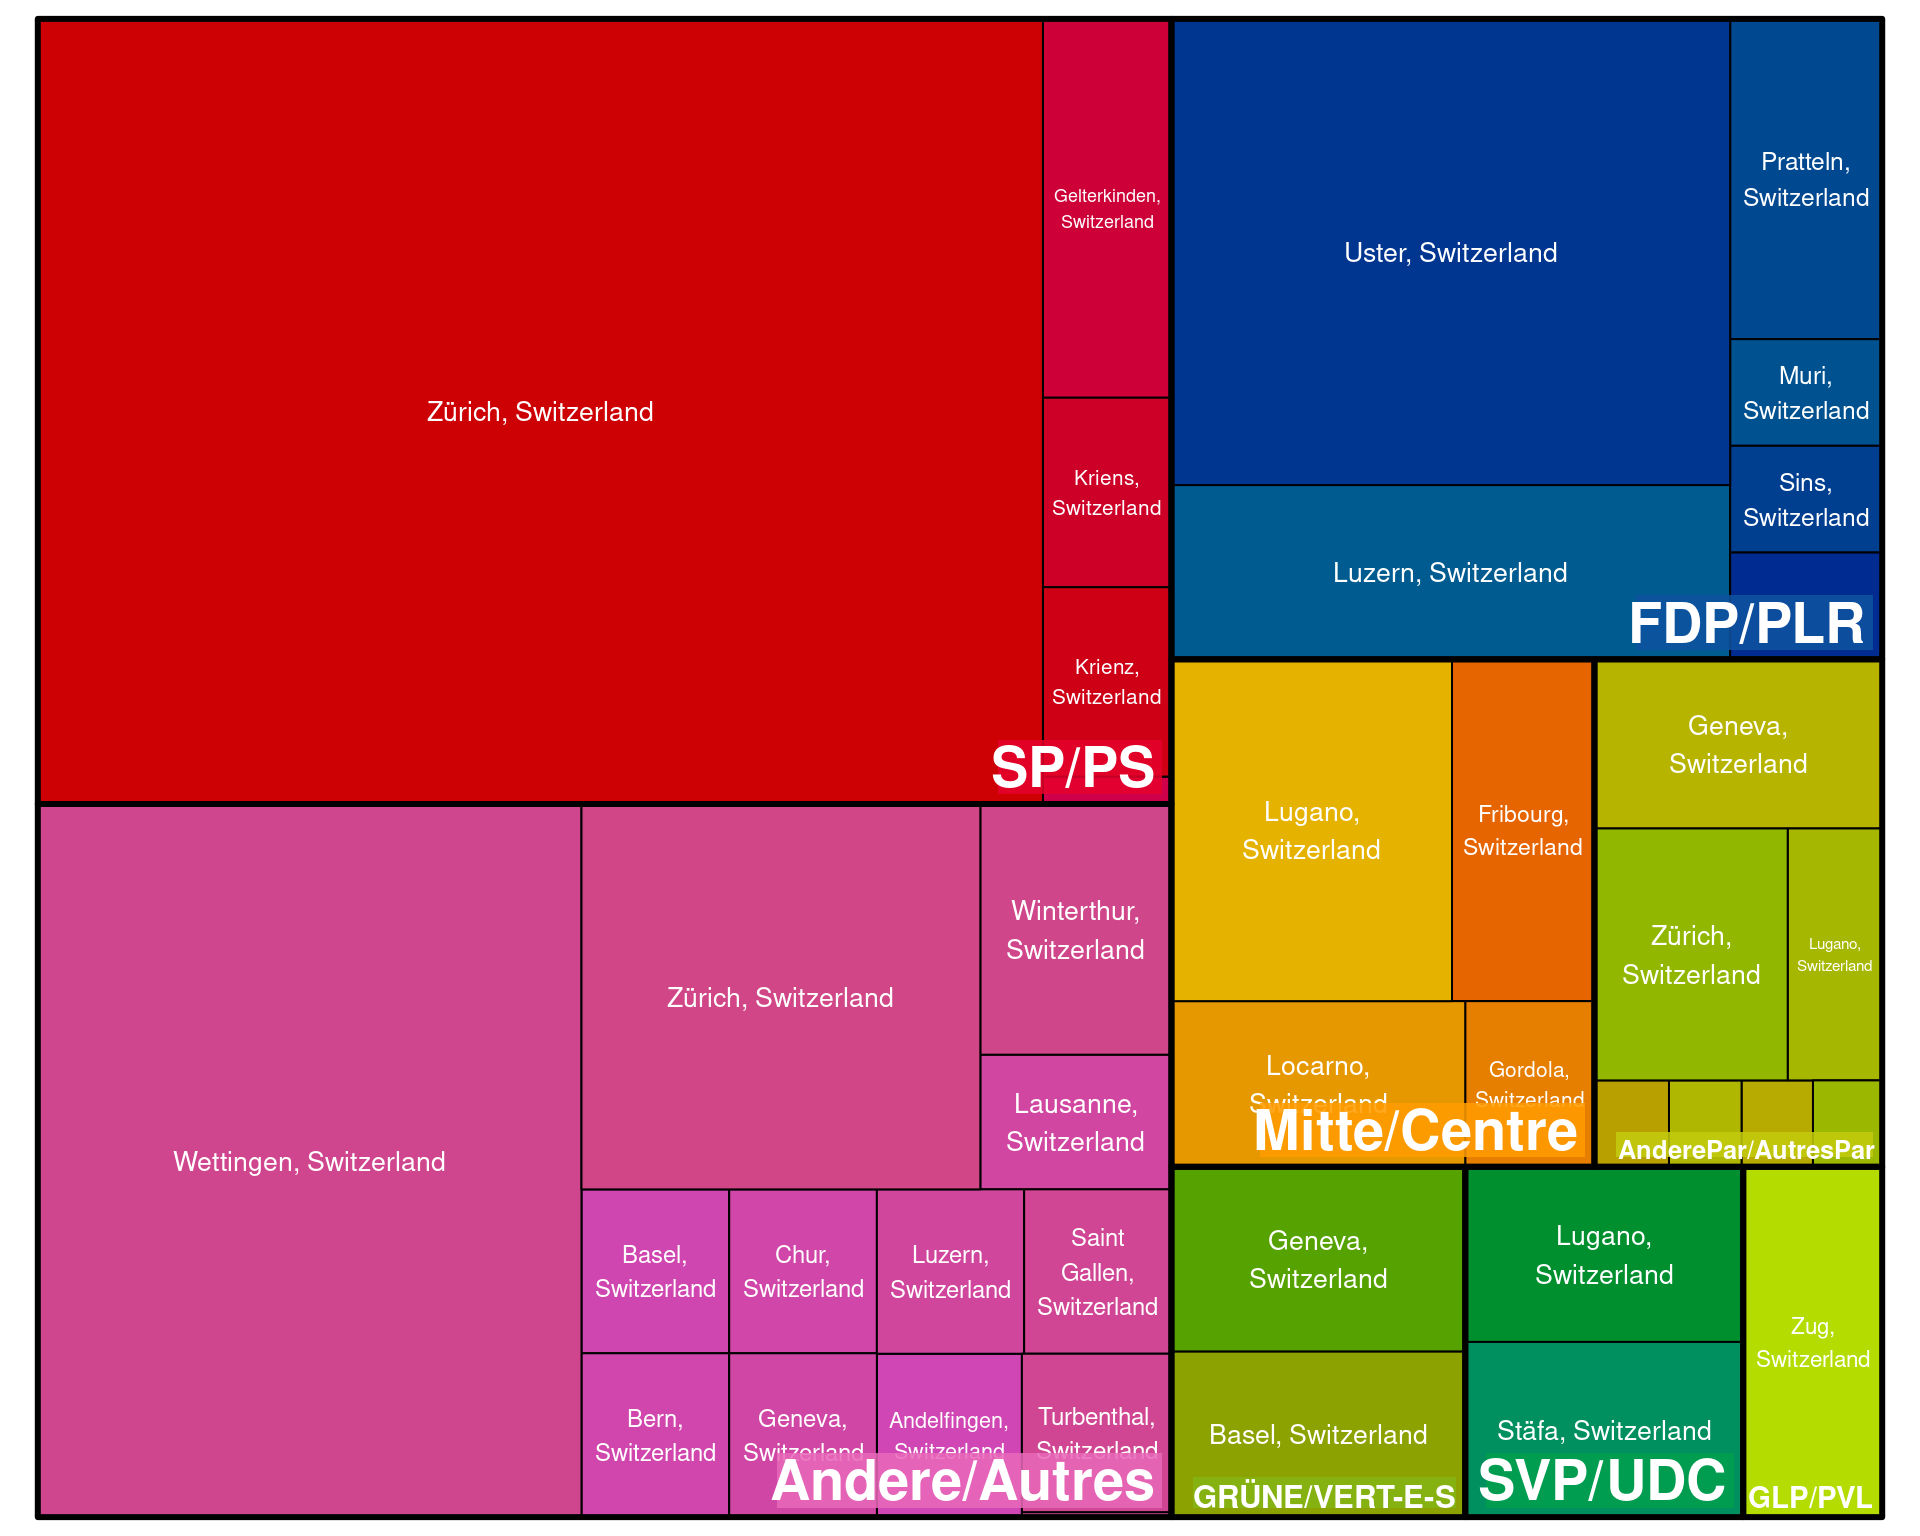 Zürich, Switzerland
Gelterkinden,
Switzerland
Kriens,
Switzerland
Krienz,
Switzerland
SP/PS
Uster, Switzerland
Pratteln,
Switzerland
Muri,
Switzerland
Sins,
Switzerland
Luzern, Switzerland
FDP/PLR
Wettingen, Switzerland
Zürich, Switzerland
Winterthur,
Switzerland
Lausanne,
Switzerland
Basel,
Switzerland
Chur,
Switzerland
Luzern,
Switzerland
Saint
Gallen,
Switzerland
Bern,
Switzerland
Geneva,
Switzerland
Andelfingen,
Switzerland
Turbenthal,
Switzerland
Andere/Autres
Lugano,
Switzerland
Fribourg,
Switzerland
Locarno,
Switzerland
Gordola,
Switzerland
Mitte/Centre
Geneva,
Switzerland
Zürich,
Switzerland
Lugano,
Switzerland
AnderePar/AutresPar
Geneva,
Switzerland
Basel, Switzerland
GRÜNE/VERT-E-S
Lugano,
Switzerland
Stäfa, Switzerland
SVP/UDC
Zug,
Switzerland
GLP/PVL